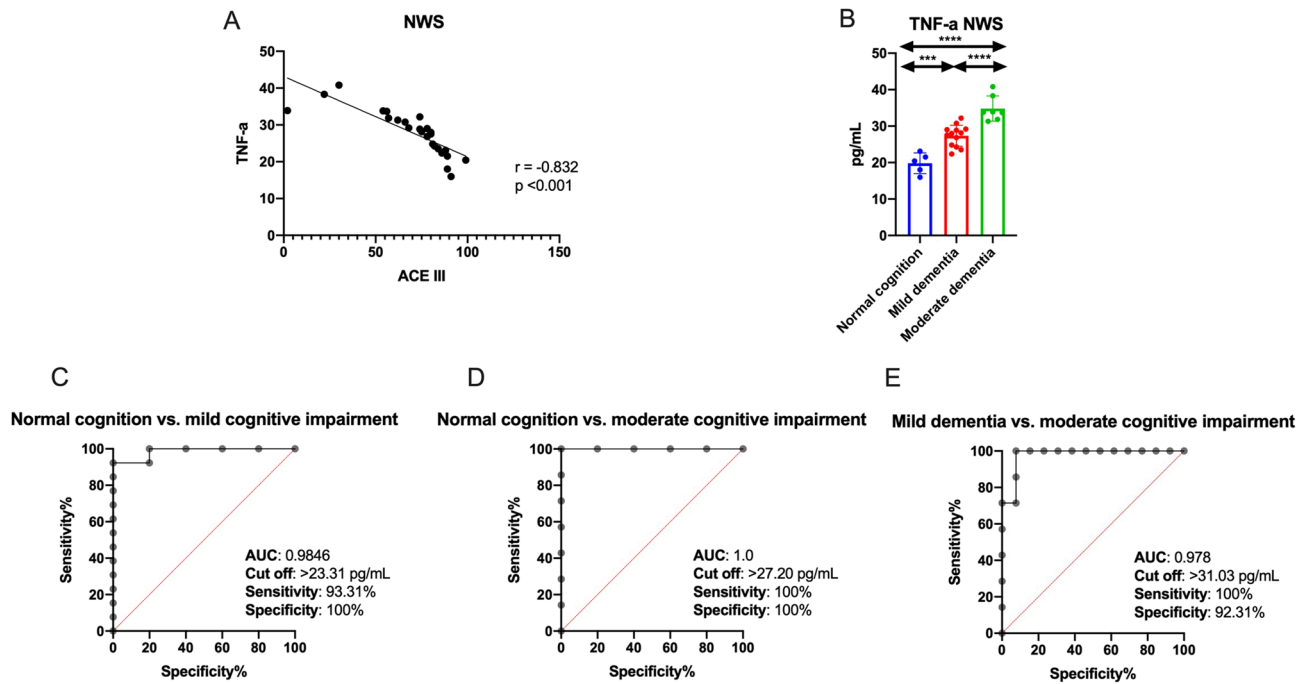 A
NWS
TNF-a
50
40
30
20
10
0
0
50
100
150
ACE III
r = -0.832
p <0.001
B
TNF-a NWS
****
***
****
pg/mL
50
40
30
20
10
0
Normal cognition
Mild dementia
Moderate dementia
C
Normal cognition vs. mild cognitive impairment
Sensitivity%
100
80
60
40
20
0
0
20
40
60
80
100
Specificity%
AUC: 0.9846
Cut off: >23.31 pg/mL
Sensitivity: 93.31%
Specificity: 100%
D
Normal cognition vs. moderate cognitive impairment
Sensitivity%
100
80
60
40
20
0
0
20
40
60
80
100
Specificity%
AUC: 1.0
Cut off: >27.20 pg/mL
Sensitivity: 100%
Specificity: 100%
E
Mild dementia vs. moderate cognitive impairment
Sensitivity%
100
80
60
40
20
0
0
20
40
60
80
100
Specificity%
AUC: 0.978
Cut off: >31.03 pg/mL
Sensitivity: 100%
Specificity: 92.31%